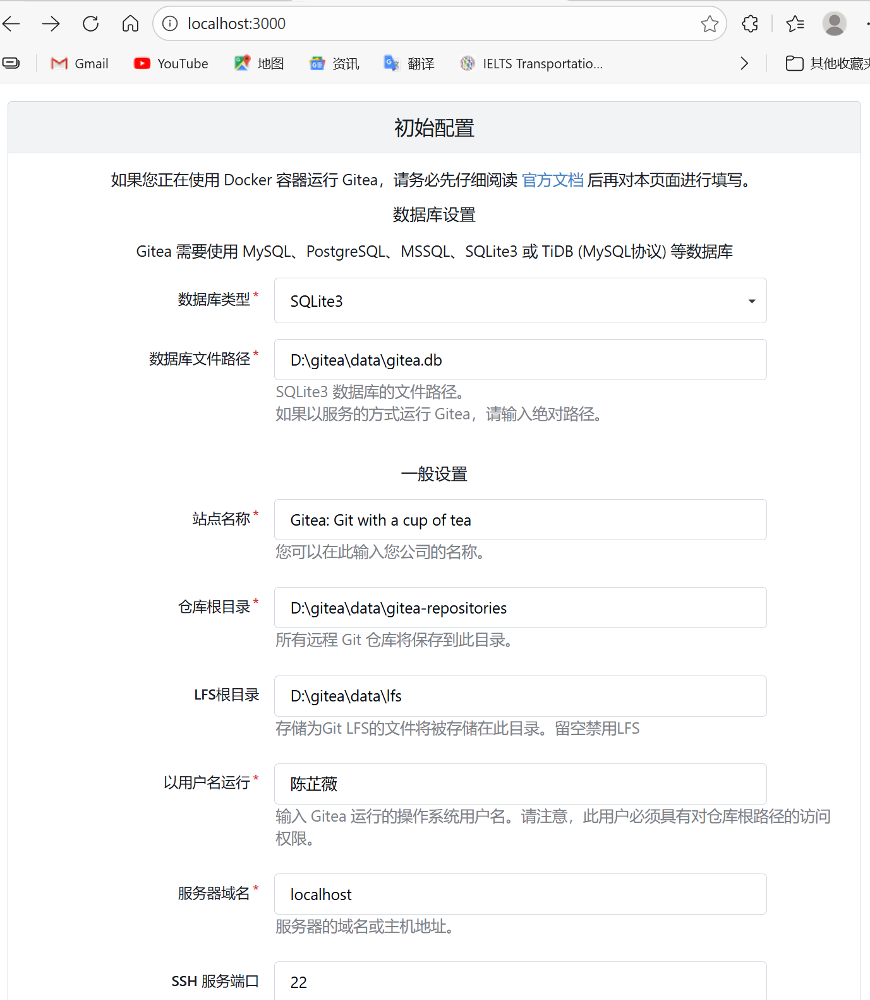 localhost:3000
Gmail
YouTube
地图
资讯
翻译
IELTS Transportatio...
其他收藏夹
初始配置
如果您正在使用 Docker 容器运行 Gitea，请务必先仔细阅读 官方文档 后再对本页面进行填写。
数据库设置
Gitea 需要使用 MySQL、PostgreSQL、MSSQL、SQLite3 或 TiDB (MySQL协议) 等数据库
数据库类型*
SQLite3
数据库文件路径*
D:\gitea\data\gitea.db
SQLite3 数据库的文件路径。
如果以服务的方式运行 Gitea，请输入绝对路径。
一般设置
站点名称*
Gitea: Git with a cup of tea
您可以在此输入您公司的名称。
仓库根目录*
D:\gitea\data\gitea-repositories
所有远程 Git 仓库将保存到此目录。
LFS根目录
D:\gitea\data\lfs
存储为Git LFS的文件将被存储在此目录。留空禁用LFS
以用户名运行*
陈芷薇
输入 Gitea 运行的操作系统用户名。请注意，此用户必须具有对仓库根路径的访问
权限。
服务器域名*
localhost
服务器的域名或主机地址。
SSH 服务端口
22